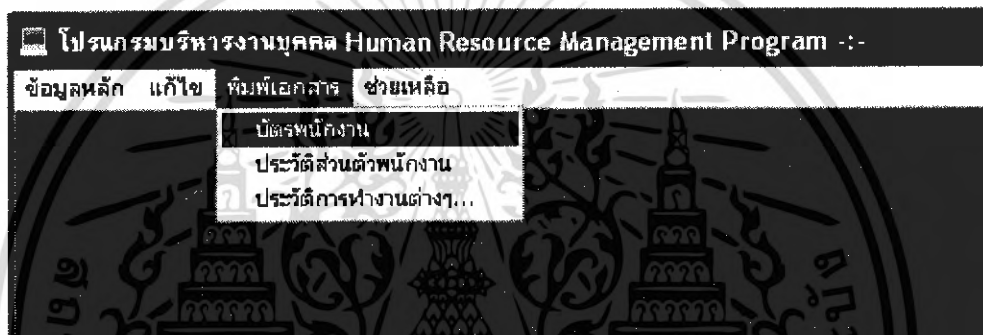 โปรแกรมบริหารงานบุคคล Human Resource Management Program -:-
ข้อมูลหลัก แก้ไข พิมพ์เอกสาร ช่วยเหลือ
บัตรพนักงาน
ประวัติส่วนตัวพนักงาน
ประวัติการทำงานต่างๆ...